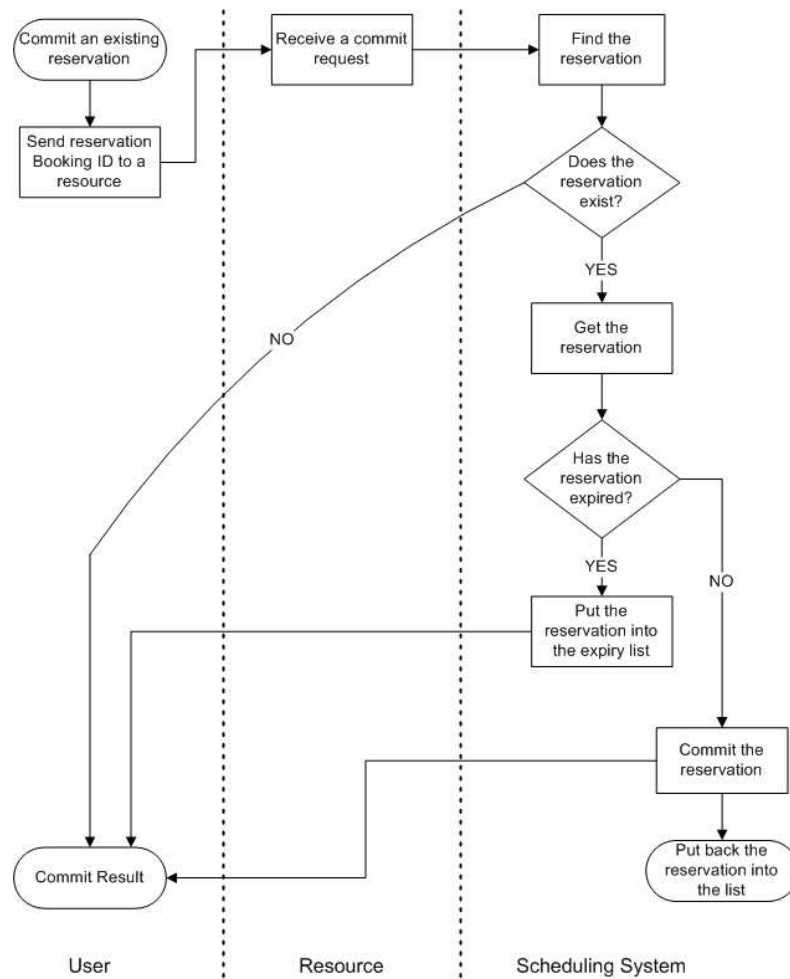 Commit an existing
reservation
Receive a commit
request
Find the
reservation
Send reservation
Booking ID to a
resource
Does the
reservation
exist?
YES
NO
Get the
reservation
Has the
reservation
expired?
YES
NO
Put the
reservation into
the expiry list
Commit the
reservation
Commit Result
Put back the
reservation into
the list
User
Resource
Scheduling System